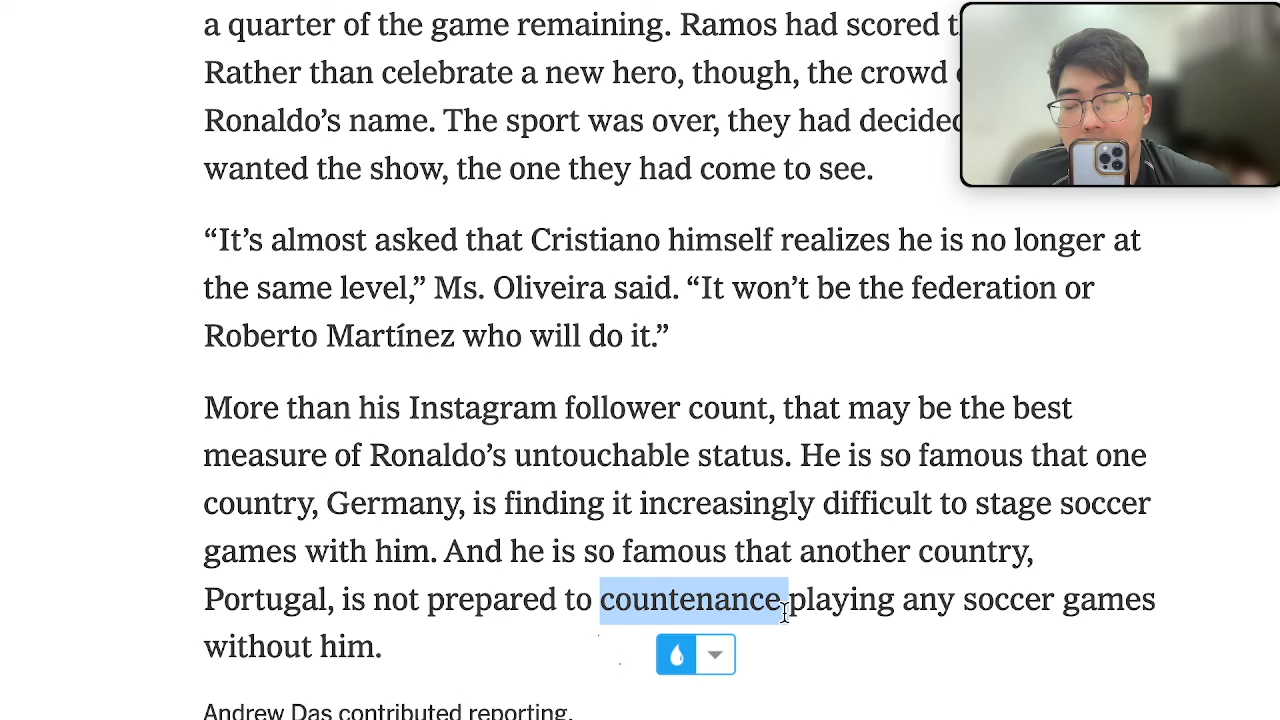 a quarter of the game remaining. Ramos had scored t
Rather than celebrate a new hero, though, the crowd
Ronaldo’s name. The sport was over, they had decided
wanted the show, the one they had come to see.
“It’s almost asked that Cristiano himself realizes he is no longer at
the same level,” Ms. Oliveira said. “It won’t be the federation or
Roberto Martínez who will do it.”
More than his Instagram follower count, that may be the best
measure of Ronaldo’s untouchable status. He is so famous that one
country, Germany, is finding it increasingly difficult to stage soccer
games with him. And he is so famous that another country,
Portugal, is not prepared to countenance playing any soccer games
without him.
Andrew Das contributed reporting.